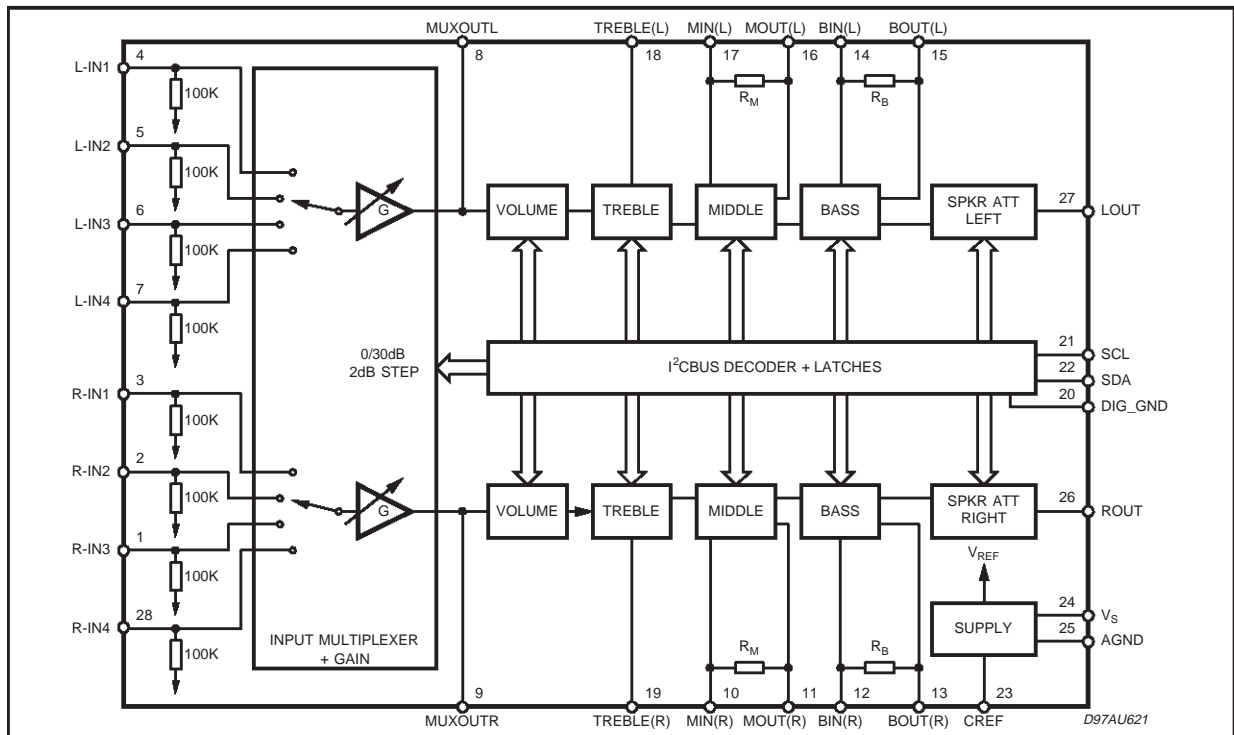 MUXOUTL TREBLE(L) MIN(L) MOUT(L) BIN(L) BOUT(L)
8 18 17 16 14 15
L-IN1 4
100K
R_M R_B
L-IN2 5
100K
L-IN3 6
G VOLUME TREBLE MIDDLE BASS SPKR ATT LEFT 27 LOUT
100K
L-IN4 7
100K
0/30dB
2dB STEP
I²CBUS DECODER + LATCHES
21 SCL
22 SDA
20 DIG_GND
R-IN1 3
100K
R-IN2 2
100K
G VOLUME TREBLE MIDDLE BASS SPKR ATT RIGHT 26 ROUT
R-IN3 1
100K
V_REF
R-IN4 28
100K
INPUT MULTIPLEXER
+ GAIN
R_M R_B
SUPPLY
24 V_S
25 AGND
9 19 10 11 12 13 23
MUXOUTR TREBLE(R) MIN(R) MOUT(R) BIN(R) BOUT(R) CREF
D97AU621